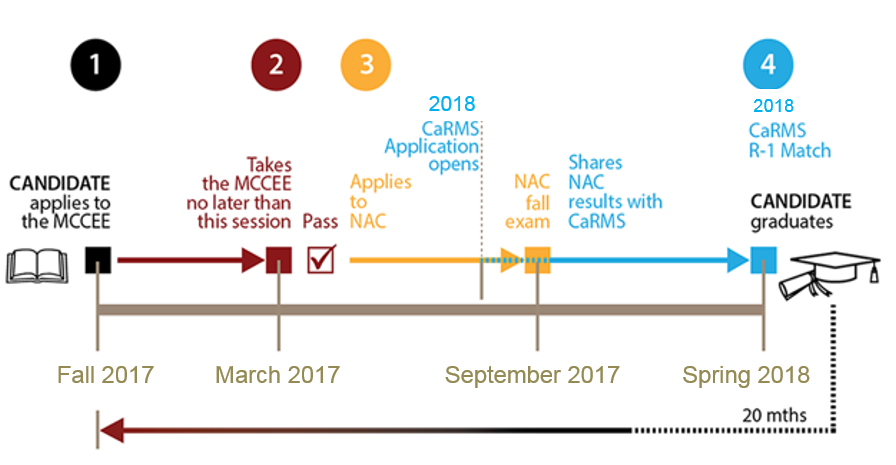 1
2
3
4
2018
CaRMS
Application
opens
2018
CaRMS
R-1 Match
CANDIDATE
applies to
the MCCEE
Takes
the MCCEE
no later than
this session
Pass
Applies
to
NAC
NAC
fall
exam
Shares
NAC
results with
CaRMS
CANDIDATE
graduates
Fall 2017
March 2017
September 2017
Spring 2018
20 mths